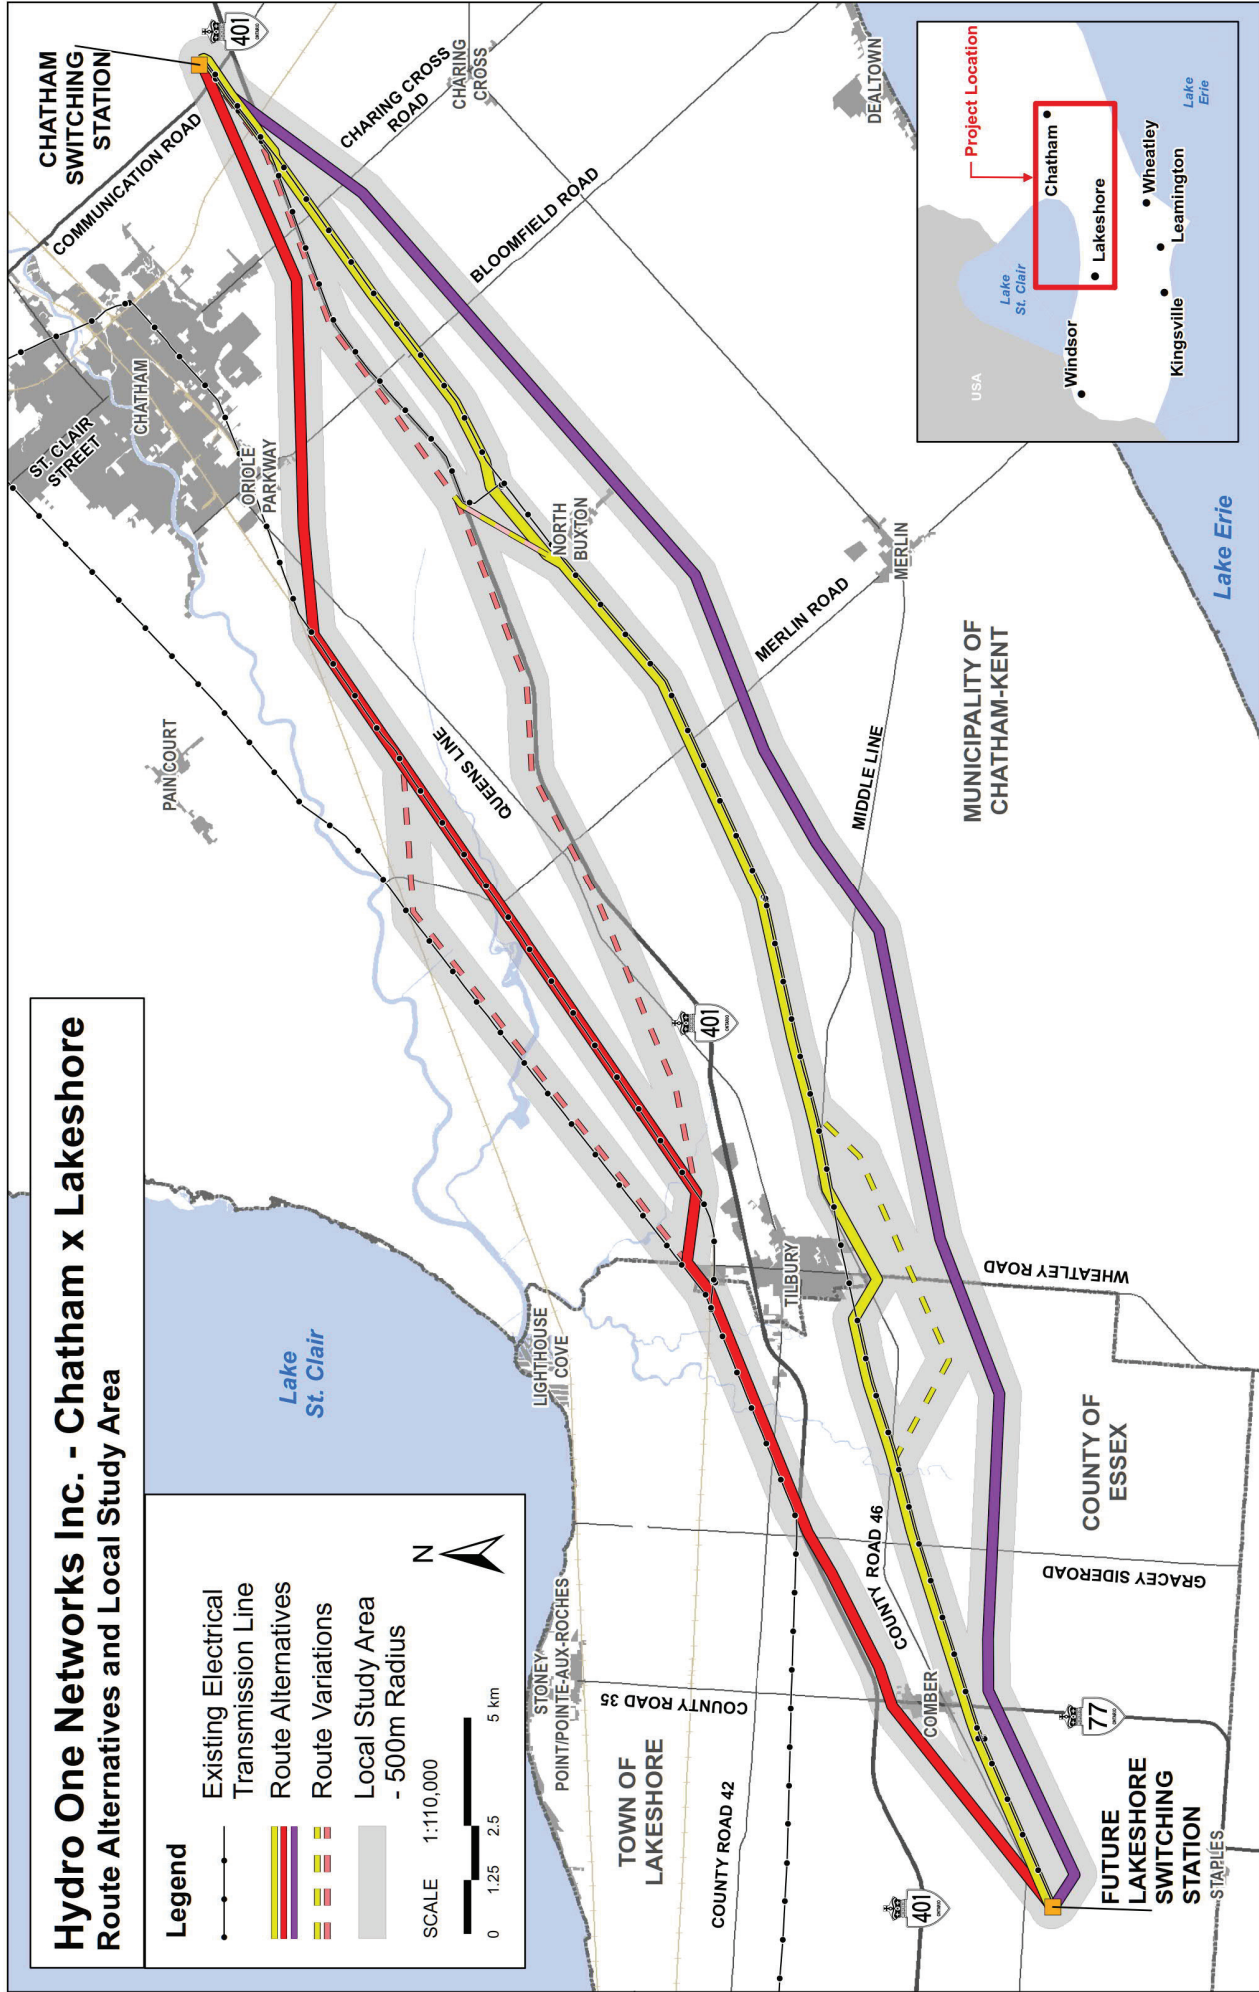 Hydro One Networks Inc. - Chatham x Lakeshore
Route Alternatives and Local Study Area
Legend
Existing Electrical
Transmission Line
Route Alternatives
Route Variations
Local Study Area
- 500m Radius
SCALE 1:110,000
0 1.25 2.5 5 km
N
Lake
St. Clair
LIGHTHOUSE
COVE
STONEY
POINT/POINTE-AUX-ROCHES
TOWN OF
LAKESHORE
COUNTY ROAD 35
COUNTY ROAD 42
401
ONTARIO
COMBER
COUNTY ROAD 46
77
ONTARIO
FUTURE
LAKESHORE
SWITCHING
STATION
STAPLES
GRACEY SIDEROAD
COUNTY OF
ESSEX
WHEATLEY ROAD
TILBURY
401
ONTARIO
PAIN COURT
QUEENS LINE
MIDDLE LINE
MERLIN ROAD
MERLIN
MUNICIPALITY OF
CHATHAM-KENT
NORTH
BUXTON
ORIOLE
PARKWAY
ST. CLAIR
STREET
CHATHAM
BLOOMFIELD ROAD
COMMUNICATION ROAD
CHATHAM
SWITCHING
STATION
401
ONTARIO
CHARING CROSS
ROAD
CHARING
CROSS
DEALTOWN
Lake Erie
Project Location
USA
Lake
St. Clair
Windsor
Chatham
Lakeshore
Kingsville
Leamington
Wheatley
Lake
Erie